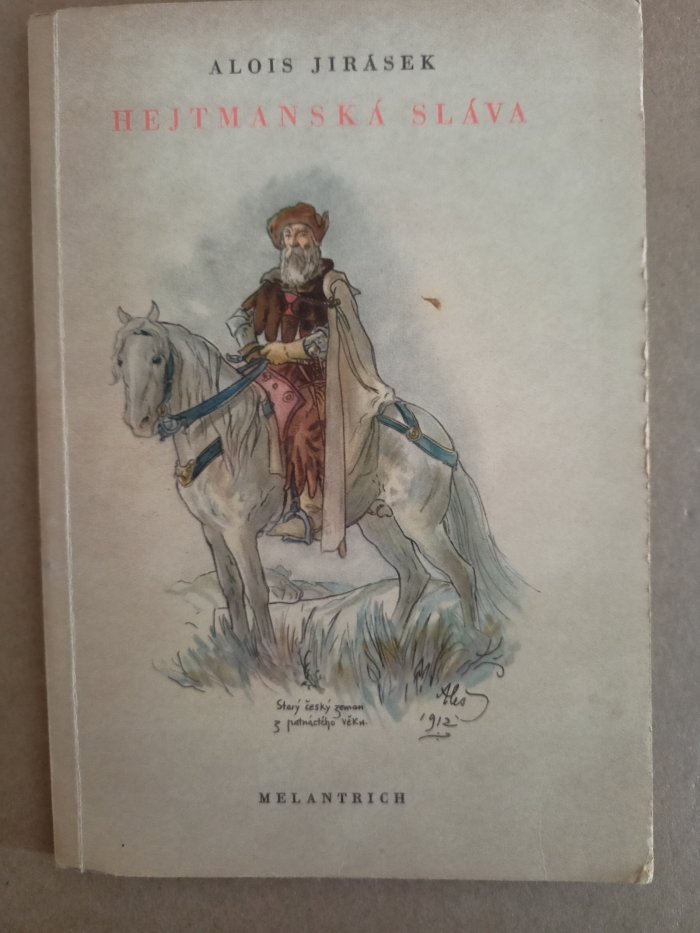 ALOIS JIRÁSEK
HEJTMANSKÁ SLÁVA
Starý český zeman
z patnáctého věku.
Aleš
1912
MELANTRICH